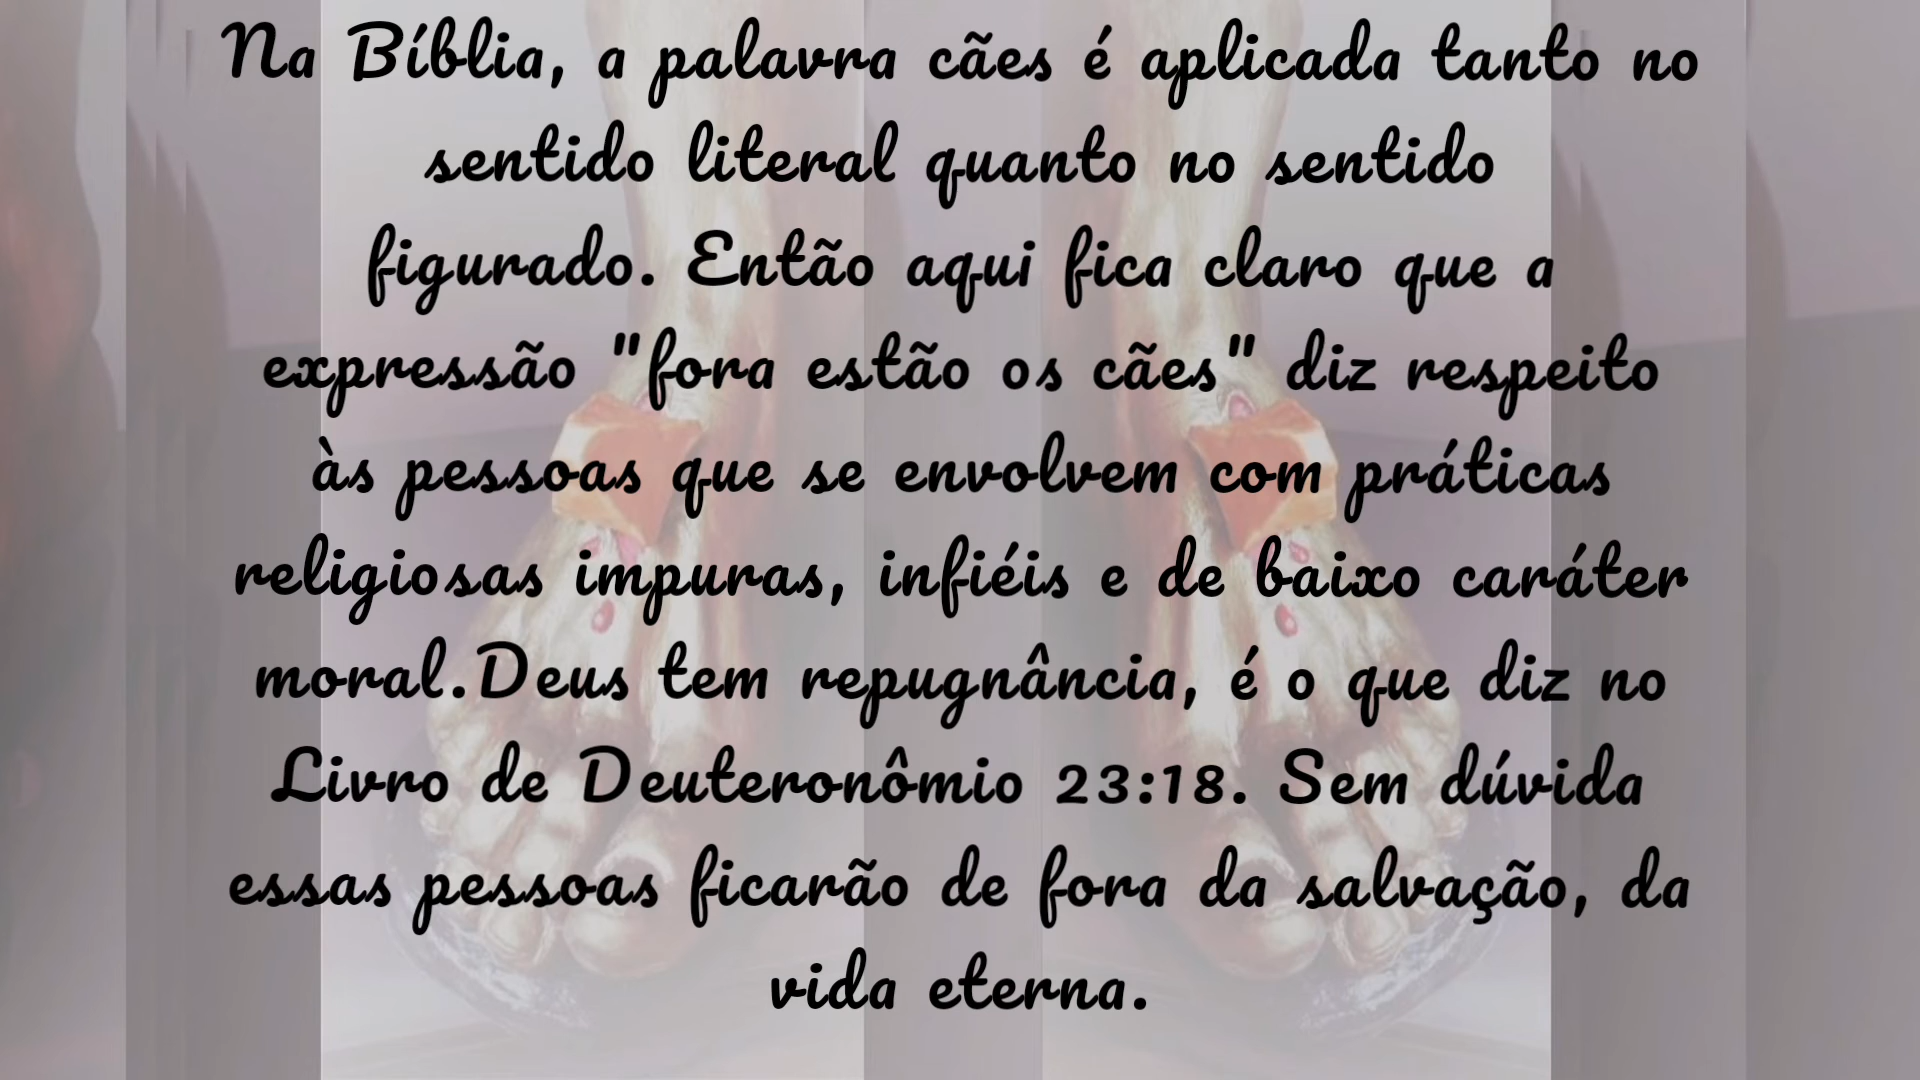 Na Bíblia, a palavra cães é aplicada tanto no
sentido literal quanto no sentido
figurado. Então aqui fica claro que a
expressão "fora estão os cães" diz respeito
às pessoas que se envolvem com práticas
religiosas impuras, infiéis e de baixo caráter
moral.Deus tem repugnância, é o que diz no
Livro de Deuteronômio 23:18. Sem dúvida
essas pessoas ficarão de fora da salvação, da
vida eterna.